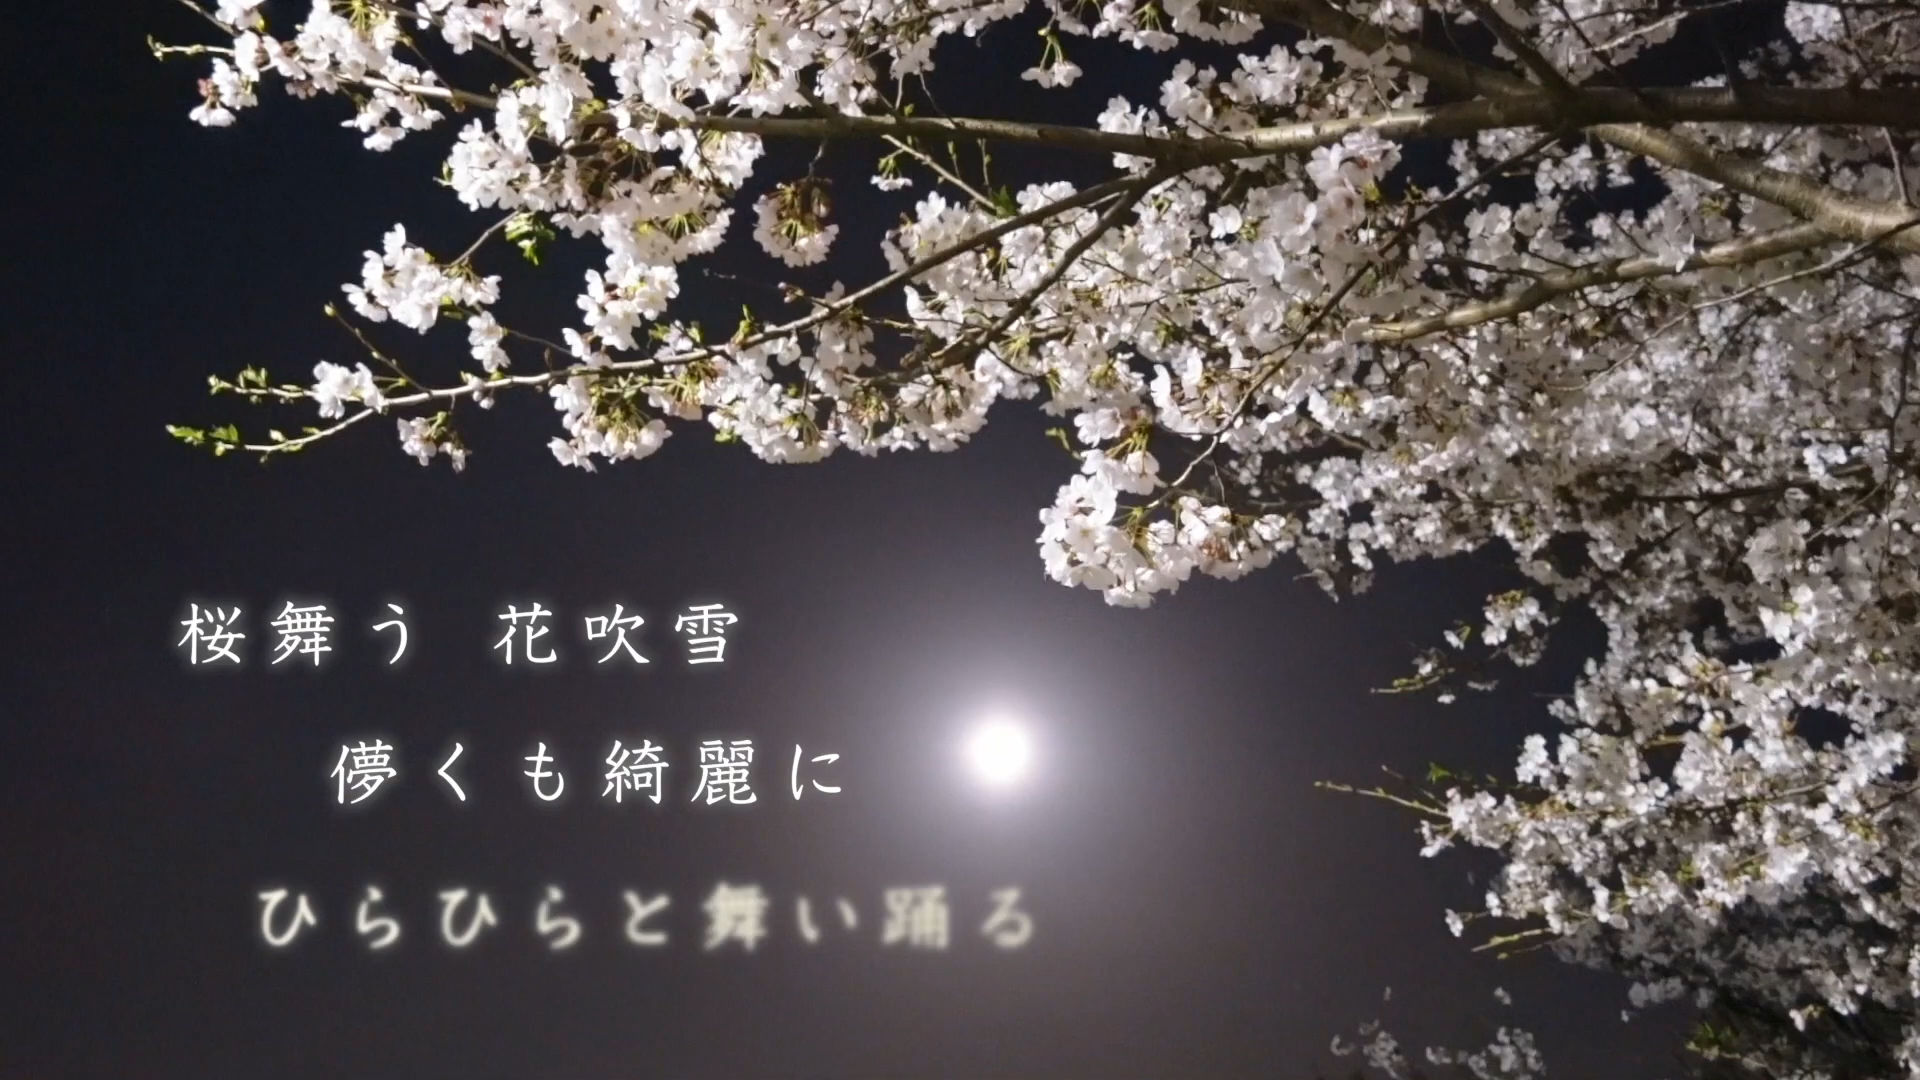 桜舞う 花吹雪
儚くも綺麗に
ひらひらと舞い踊る